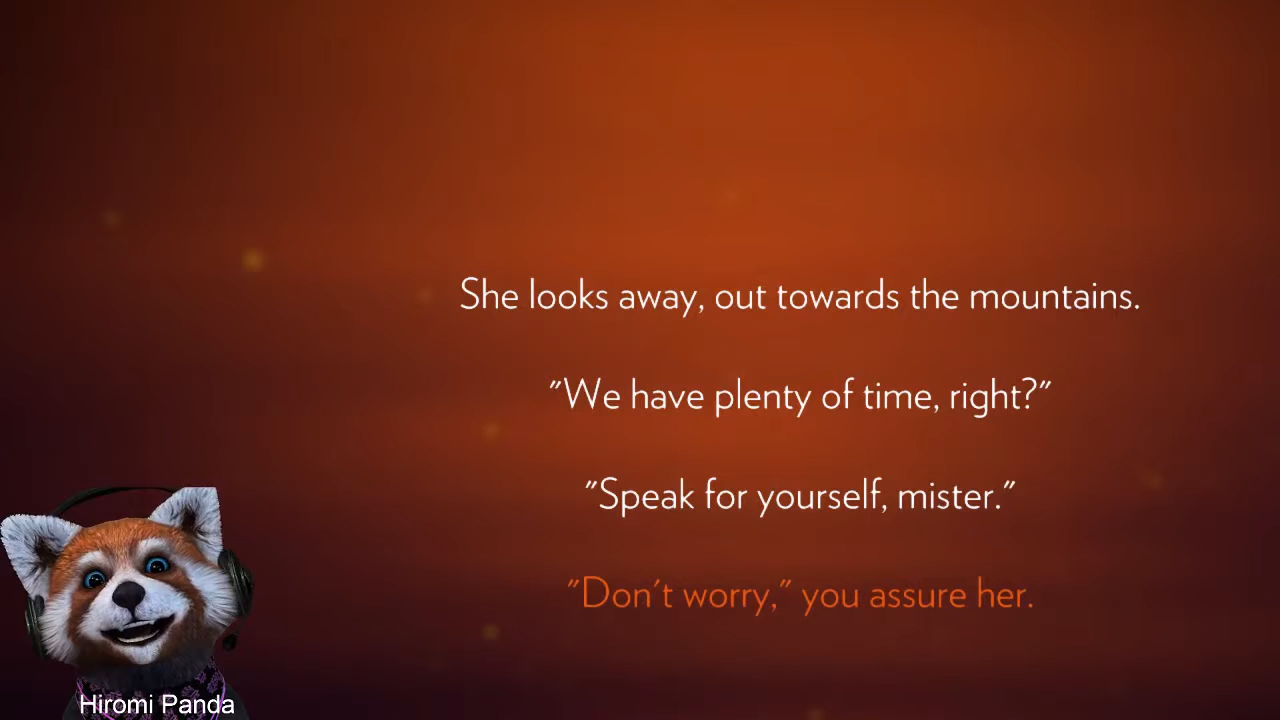 She looks away, out towards the mountains.
"We have plenty of time, right?"
"Speak for yourself, mister."
"Don't worry," you assure her.
Hiromi Panda